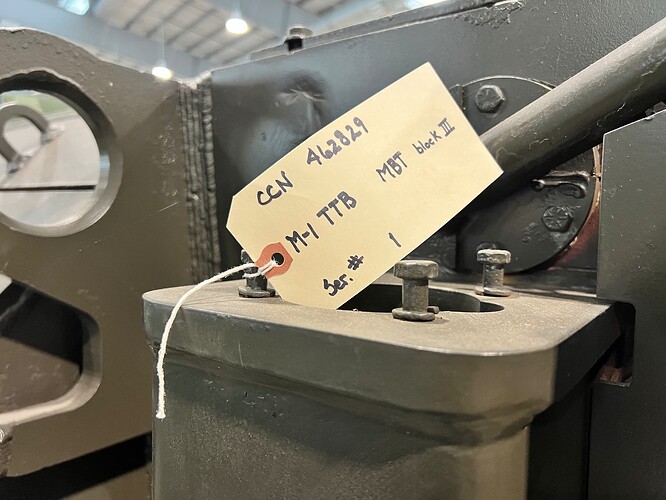 CCN 462829
M-1 TTB MBT block III
Ser. # 1